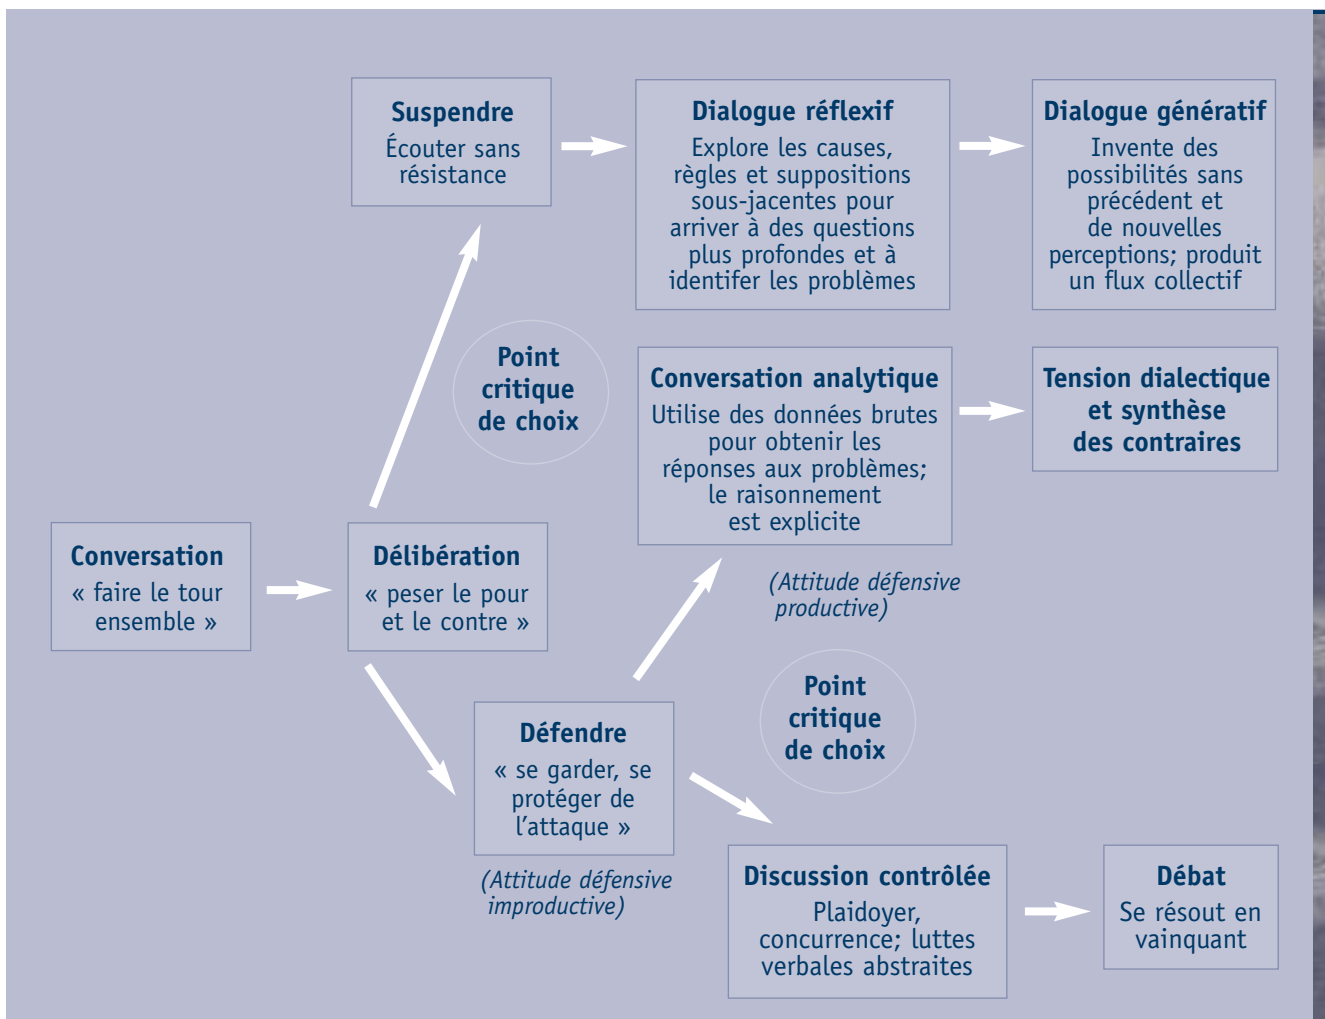 Suspendre
Écouter sans
résistance
Dialogue réflexif
Explore les causes,
règles et suppositions
sous-jacentes pour
arriver à des questions
plus profondes et à
identifer les problèmes
Dialogue génératif
Invente des
possibilités sans
précédent et
de nouvelles
perceptions; produit
un flux collectif
Point
critique
de choix
Conversation analytique
Utilise des données brutes
pour obtenir les
réponses aux problèmes;
le raisonnement
est explicite
Tension dialectique
et synthèse
des contraires
Conversation
« faire le tour
ensemble »
Délibération
« peser le pour
et le contre »
(Attitude défensive
productive)
Point
critique
de choix
Défendre
« se garder, se
protéger de
l'attaque »
(Attitude défensive
improductive)
Discussion contrôlée
Plaidoyer,
concurrence; luttes
verbales abstraites
Débat
Se résout en
vainquant